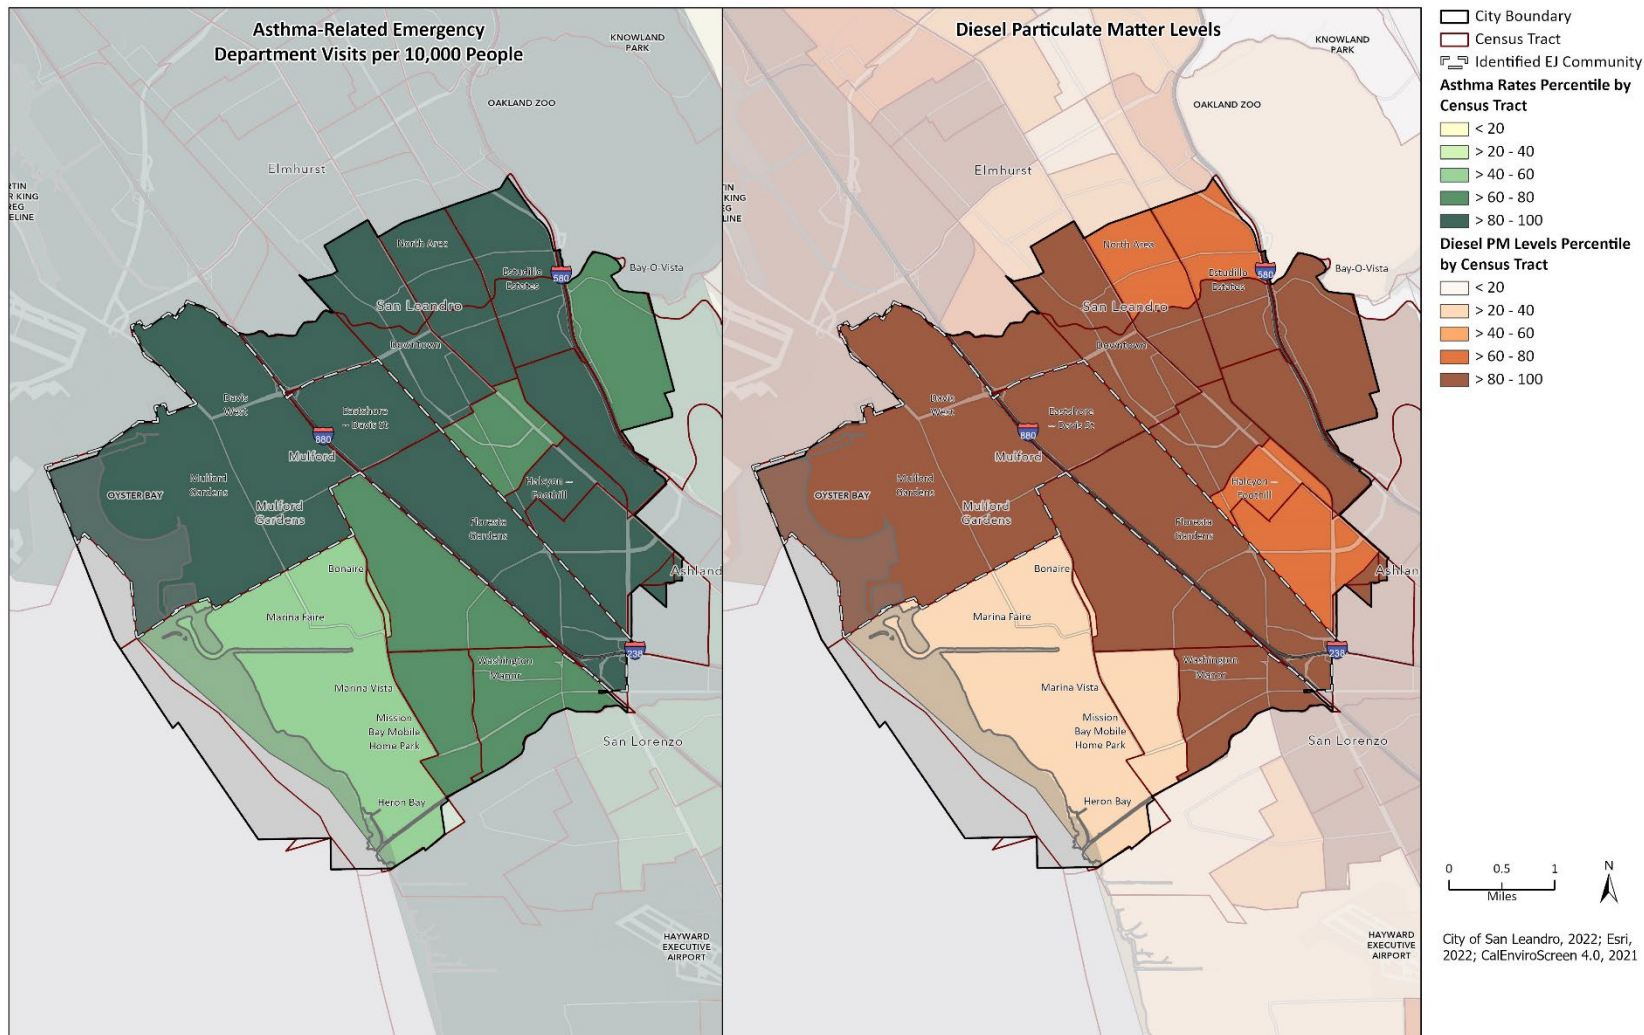 Asthma-Related Emergency
Department Visits per 10,000 People
KNOWLAND
PARK
OAKLAND ZOO
Elmhurst
RTIN
R KING
REG
ELINE
North Area
Estudillo
Estates
580
Bay-O-Vista
San Leandro
Downtown
Davis
West
Eastshore
– Davis St
880
Mulford
OYSTER BAY
Mulford
Gardens
Mulford
Gardens
Halcyon –
Foothill
Floresta
Gardens
Ashland
Bonaire
Marina Faire
238
Washington
Manor
Marina Vista
Mission
Bay Mobile
Home Park
San Lorenzo
Heron Bay
HAYWARD
EXECUTIVE
AIRPORT
Diesel Particulate Matter Levels
KNOWLAND
PARK
OAKLAND ZOO
Elmhurst
TIN
KING
EG
LINE
North Area
Estudillo
Estates
580
Bay-O-Vista
San Leandro
Downtown
Davis
West
Eastshore
– Davis St
880
Mulford
OYSTER BAY
Mulford
Gardens
Mulford
Gardens
Halcyon –
Foothill
Floresta
Gardens
Ashlan
Bonaire
Marina Faire
238
Washington
Manor
Marina Vista
Mission
Bay Mobile
Home Park
San Lorenzo
Heron Bay
HAYWARD
EXECUTIVE
AIRPORT
City Boundary
Census Tract
Identified EJ Community
Asthma Rates Percentile by
Census Tract
< 20
> 20 - 40
> 40 - 60
> 60 - 80
> 80 - 100
Diesel PM Levels Percentile
by Census Tract
< 20
> 20 - 40
> 40 - 60
> 60 - 80
> 80 - 100
0 0.5 1
Miles
N
City of San Leandro, 2022; Esri,
2022; CalEnviroScreen 4.0, 2021